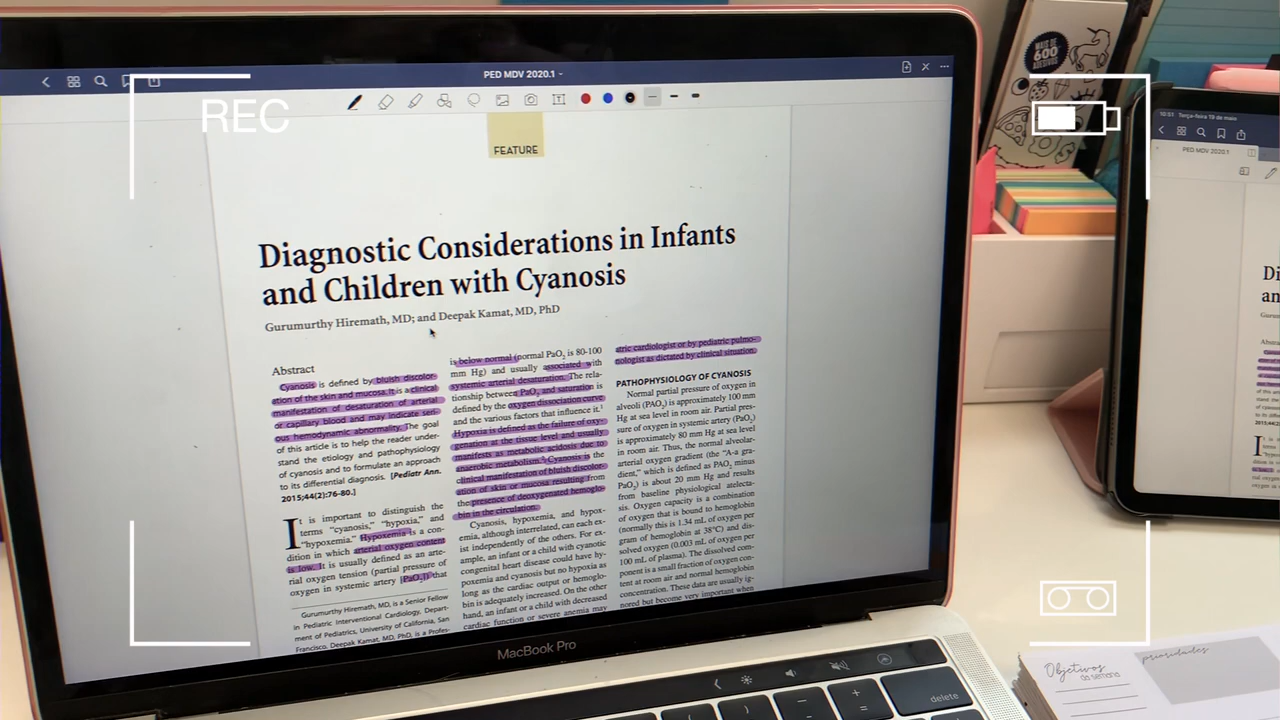 PED MDV 2020.1
REC
FEATURE
Diagnostic Considerations in Infants
and Children with Cyanosis
Gurumurthy Hiremath, MD; and Deepak Kamat, MD, PhD
Abstract
Cyanosis is defined by bluish discolor-
ation of the skin and mucosa. It is a clinical
manifestation of desaturation of arterial
or capillary blood and may indicate seri-
ous hemodynamic abnormality. The goal
of this article is to help the reader under-
stand the etiology and pathophysiology
of cyanosis and to formulate an approach
to its differential diagnosis. [Pediatr Ann.
2015;44(2):76-80.]
It is important to distinguish the
terms “cyanosis,” “hypoxia,” and
“hypoxemia.” Hypoxemia is a con-
dition in which arterial oxygen content
is low. It is usually defined as an arte-
rial oxygen tension (partial pressure of
oxygen in systemic artery [PaO₂]) that
Gurumurthy Hiremath, MD, is a Senior Fellow
in Pediatric Interventional Cardiology, Depart-
ment of Pediatrics, University of California, San
Francisco. Deepak Kamat, MD, PhD, is a Profes-
is below normal (normal PaO₂ is 80-100
mm Hg) and usually associated with
systemic arterial desaturation. The rela-
tionship between PaO₂ and saturation is
defined by the oxygen dissociation curve
and the various factors that influence it.¹
Hypoxia is defined as the failure of oxy-
genation at the tissue level and usually
manifests as metabolic acidosis due to
anaerobic metabolism. Cyanosis is the
clinical manifestation of bluish discolor-
ation of skin or mucosa resulting from
the presence of deoxygenated hemoglo-
bin in the circulation.
Cyanosis, hypoxemia, and hypox-
emia, although interrelated, can each ex-
ist independently of the others. For ex-
ample, an infant or a child with cyanotic
congenital heart disease could have hy-
poxemia and cyanosis but no hypoxia as
long as the cardiac output or hemoglo-
bin is adequately increased. On the other
hand, an infant or a child with decreased
cardiac function or severe anemia may
atric cardiologist or by pediatric pulmo-
nologist as dictated by clinical situation.
PATHOPHYSIOLOGY OF CYANOSIS
Normal partial pressure of oxygen in
alveoli (PAO₂) is approximately 100 mm
Hg at sea level in room air. Partial pres-
sure of oxygen in systemic artery (PaO₂)
is approximately 80 mm Hg at sea level
in room air. Thus, the normal alveolar-
arterial oxygen gradient (the “A-a gra-
dient,” which is defined as PAO₂ minus
PaO₂) is about 20 mm Hg and results
from baseline physiological atelecta-
sis. Oxygen capacity is a combination
of oxygen that is bound to hemoglobin
(normally this is 1.34 mL of oxygen per
gram of hemoglobin at 38°C) and dis-
solved oxygen (0.003 mL of oxygen per
100 mL of plasma). The dissolved com-
ponent is a small fraction of oxygen con-
tent at room air and normal hemoglobin
concentration. These data are usually ig-
nored but become very important when
MacBook Pro
delete
MAIS DE
600
ADESIVOS
10:51 Terça-feira 19 de maio
PED MDV 2020.1
Objetivos
da semana
prioridades